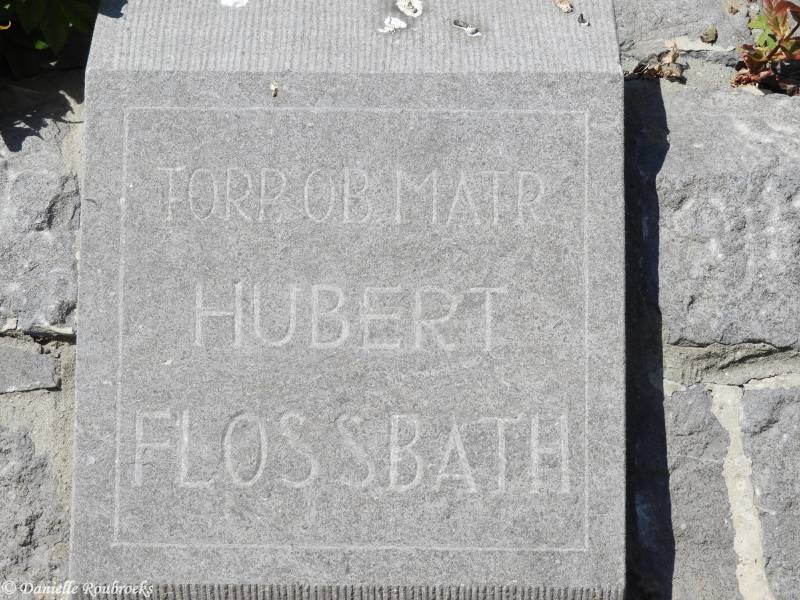 TORP. OB. MATR.
HUBERT
FLOSSBATH
© Danielle Roubroeks